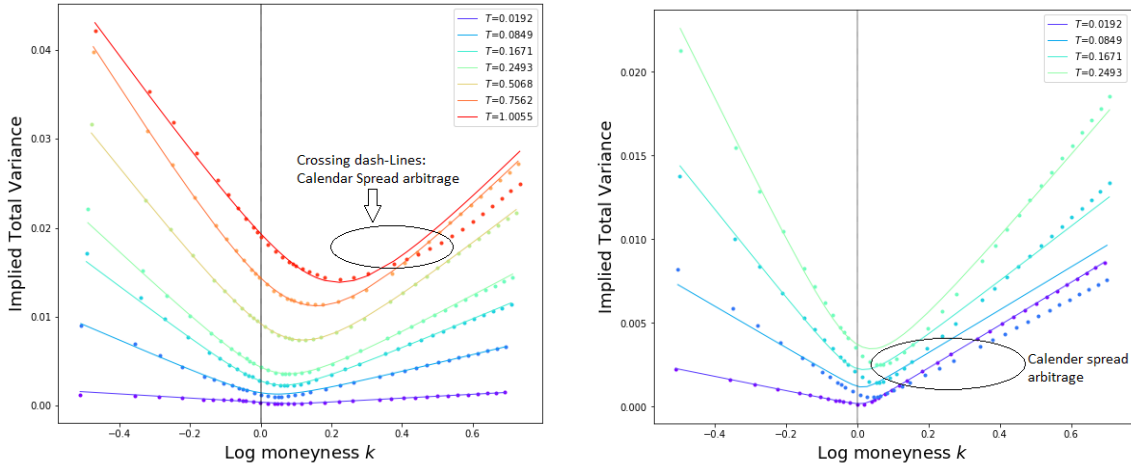 0.04
0.03
0.02
0.01
0.00
−0.4
−0.2
0.0
0.2
0.4
0.6
Implied Total Variance
Log moneyness k
T=0.0192
T=0.0849
T=0.1671
T=0.2493
T=0.5068
T=0.7562
T=1.0055
Crossing dash-Lines:
Calendar Spread arbitrage
0.020
0.015
0.010
0.005
0.000
−0.4
−0.2
0.0
0.2
0.4
0.6
Implied Total Variance
Log moneyness k
T=0.0192
T=0.0849
T=0.1671
T=0.2493
Calender spread
arbitrage